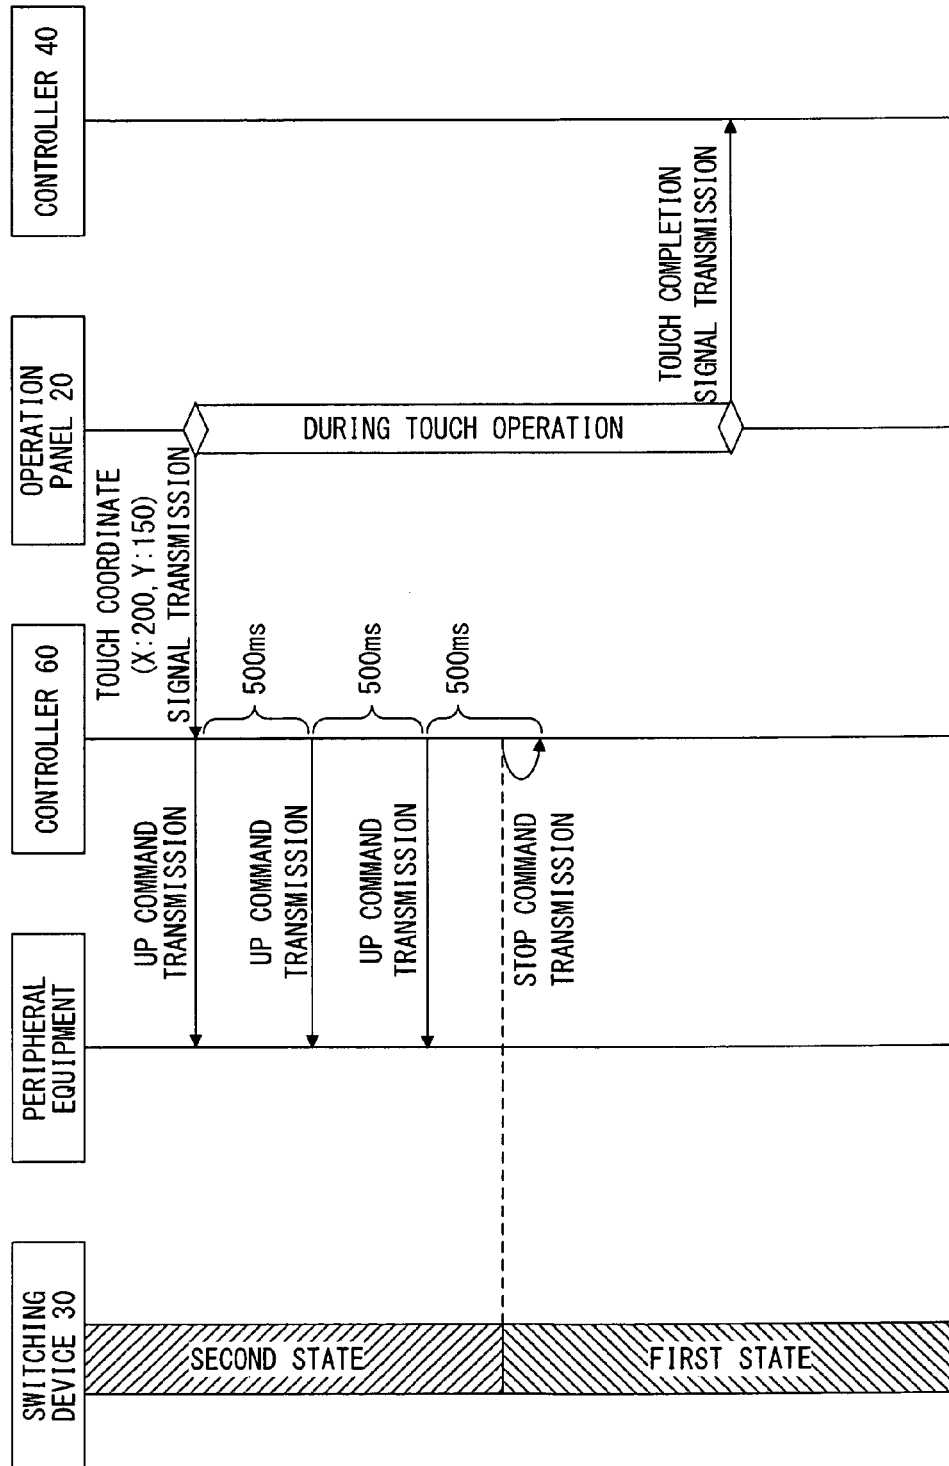 SWITCHING
DEVICE 30
PERIPHERAL
EQUIPMENT
CONTROLLER 60
OPERATION
PANEL 20
CONTROLLER 40
TOUCH COORDINATE
(X:200, Y:150)
SIGNAL TRANSMISSION
UP COMMAND
TRANSMISSION
500ms
UP COMMAND
TRANSMISSION
500ms
UP COMMAND
TRANSMISSION
500ms
STOP COMMAND
TRANSMISSION
DURING TOUCH OPERATION
TOUCH COMPLETION
SIGNAL TRANSMISSION
SECOND STATE
FIRST STATE